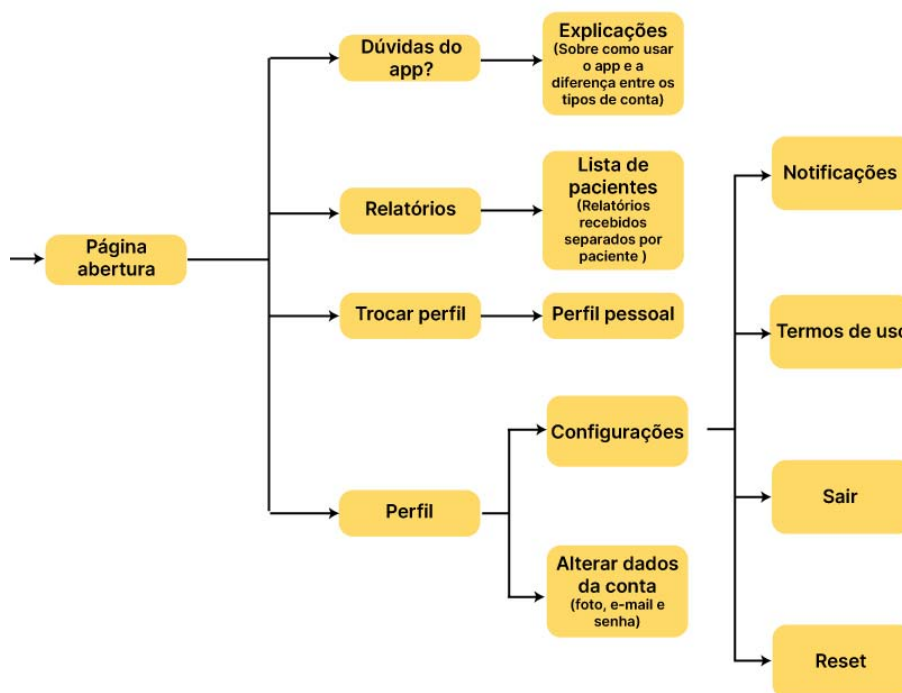 Dúvidas do
app?
Explicações
(Sobre como usar
o app e a
diferença entre os
tipos de conta)
Notificações
Lista de
pacientes
(Relatórios
recebidos
separados por
paciente )
Relatórios
Página
abertura
Trocar perfil
Perfil pessoal
Termos de uso
Configurações
Perfil
Sair
Alterar dados
da conta
(foto, e-mail e
senha)
Reset